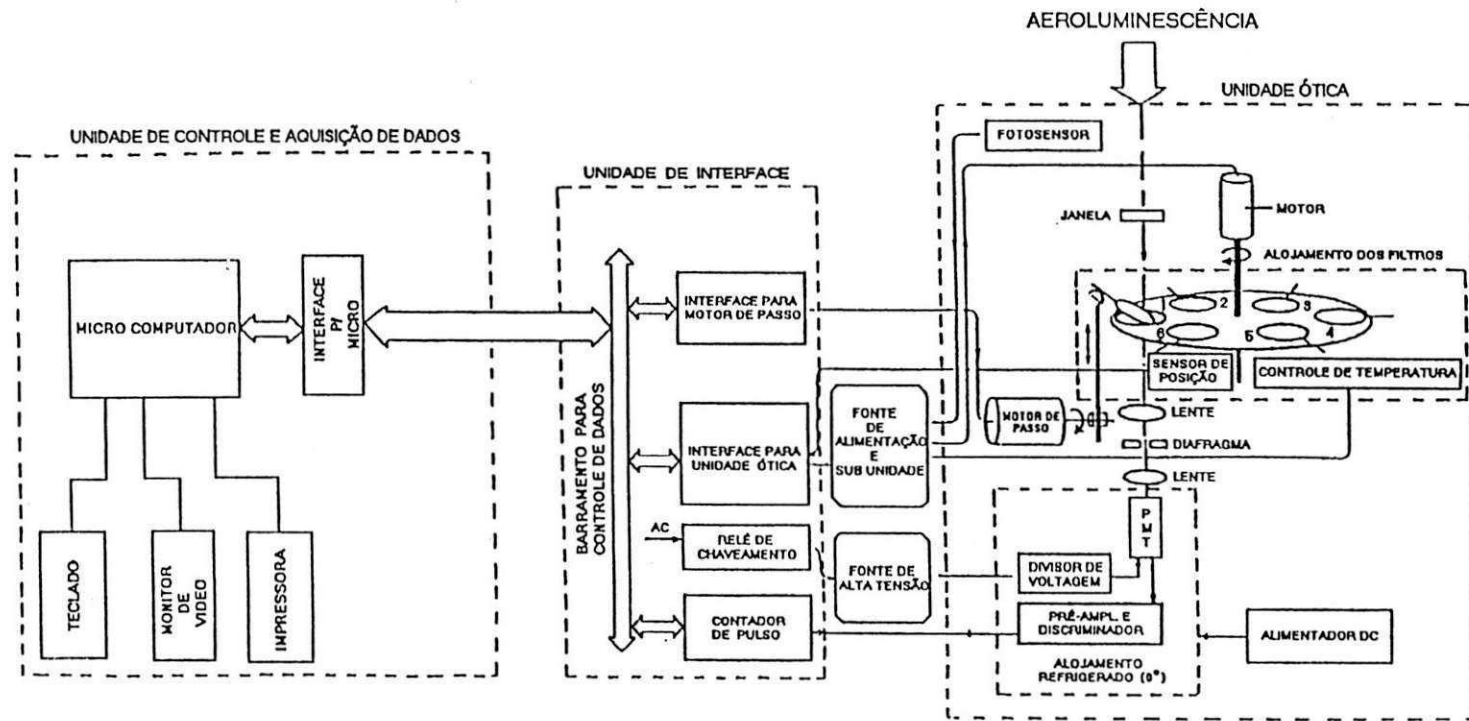 AEROLUMINESCÊNCIA
UNIDADE ÓTICA
UNIDADE DE CONTROLE E AQUISIÇÃO DE DADOS
UNIDADE DE INTERFACE
FOTOSENSOR
JANELA
MOTOR
ALOJAMENTO DOS FILTROS
MICRO COMPUTADOR
INTERFACE
P/
MICRO
INTERFACE PARA
MOTOR DE PASSO
1
2
3
4
5
6
SENSOR DE
POSIÇÃO
CONTROLE DE TEMPERATURA
BARRAMENTO PARA
CONTROLE DE DADOS
INTERFACE PARA
UNIDADE ÓTICA
FONTE
DE
ALIMENTAÇÃO
E
SUB UNIDADE
MOTOR DE
PASSO
LENTE
DIAFRAGMA
LENTE
TECLADO
MONITOR
DE
VIDEO
IMPRESSORA
AC
RELÉ DE
CHAVEAMENTO
FONTE DE
ALTA TENSÃO
DIVISOR DE
VOLTAGEM
PMT
CONTADOR
DE PULSO
PRÉ-AMPL. E
DISCRIMINADOR
ALIMENTADOR DC
ALOJAMENTO
REFRIGERADO (0°)